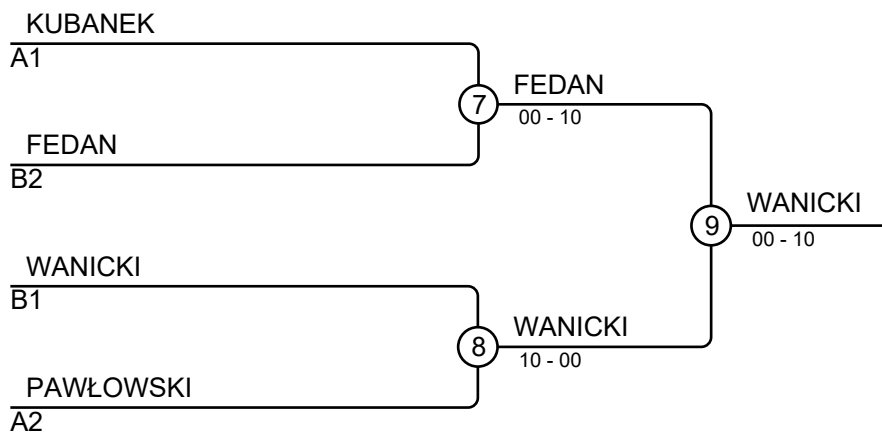 KUBANEK
A1
7
FEDAN
00 - 10
FEDAN
B2
9
WANICKI
00 - 10
WANICKI
B1
8
WANICKI
10 - 00
PAWŁOWSKI
A2